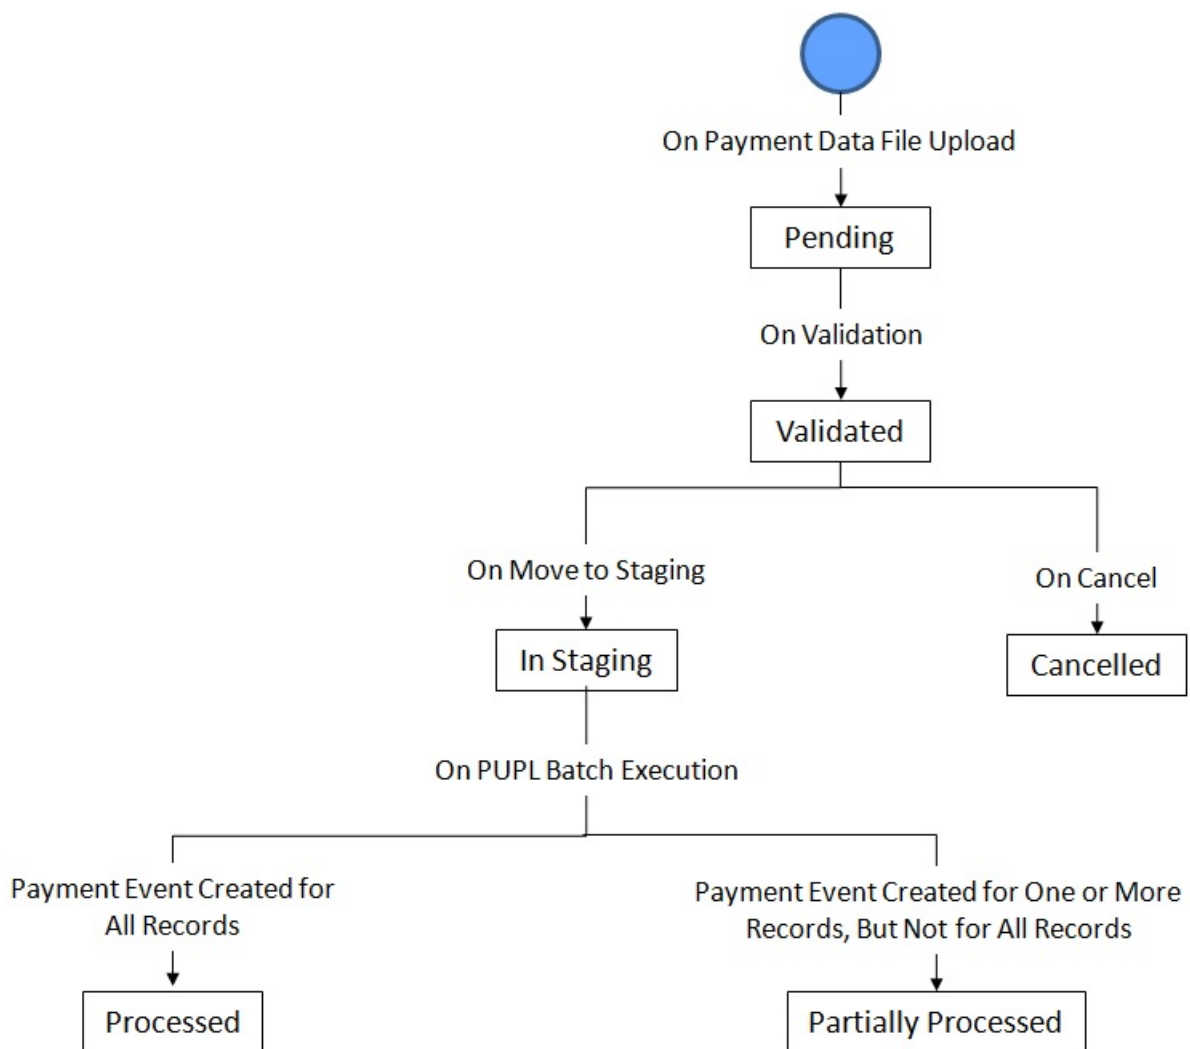 On Payment Data File Upload
Pending
On Validation
Validated
On Move to Staging
On Cancel
In Staging
Cancelled
On PUPL Batch Execution
Payment Event Created for
All Records
Payment Event Created for One or More
Records, But Not for All Records
Processed
Partially Processed